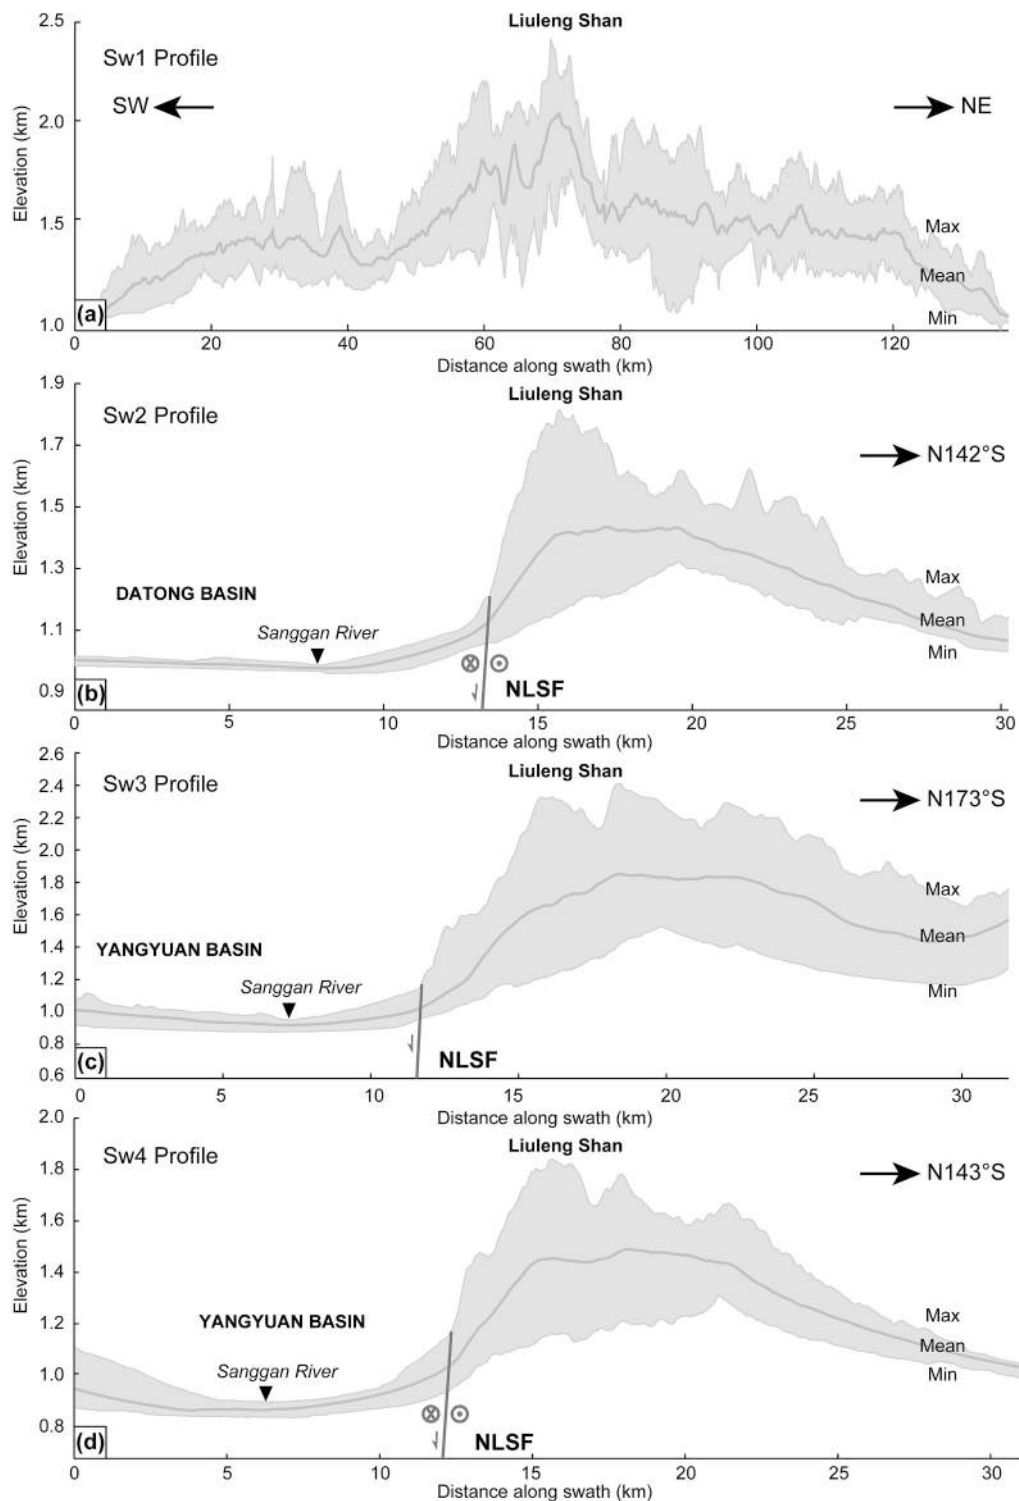 Liuleng Shan
Sw1 Profile
SW
NE
Elevation (km)
2.5
2.0
1.5
1.0
Max
Mean
Min
(a)
0
20
40
60
80
100
120
Distance along swath (km)
Liuleng Shan
Sw2 Profile
N142°S
Elevation (km)
1.9
1.7
1.5
1.3
1.1
0.9
DATONG BASIN
Sanggan River
Max
Mean
Min
NLSF
(b)
0
5
10
15
20
25
30
Distance along swath (km)
Liuleng Shan
Sw3 Profile
N173°S
Elevation (km)
2.6
2.4
2.2
2.0
1.8
1.6
1.4
1.2
1.0
0.8
0.6
YANGYUAN BASIN
Sanggan River
Max
Mean
Min
NLSF
(c)
0
5
10
15
20
25
30
Distance along swath (km)
Liuleng Shan
Sw4 Profile
N143°S
Elevation (km)
2.0
1.8
1.6
1.4
1.2
1.0
0.8
YANGYUAN BASIN
Sanggan River
Max
Mean
Min
NLSF
(d)
0
5
10
15
20
25
30
Distance along swath (km)